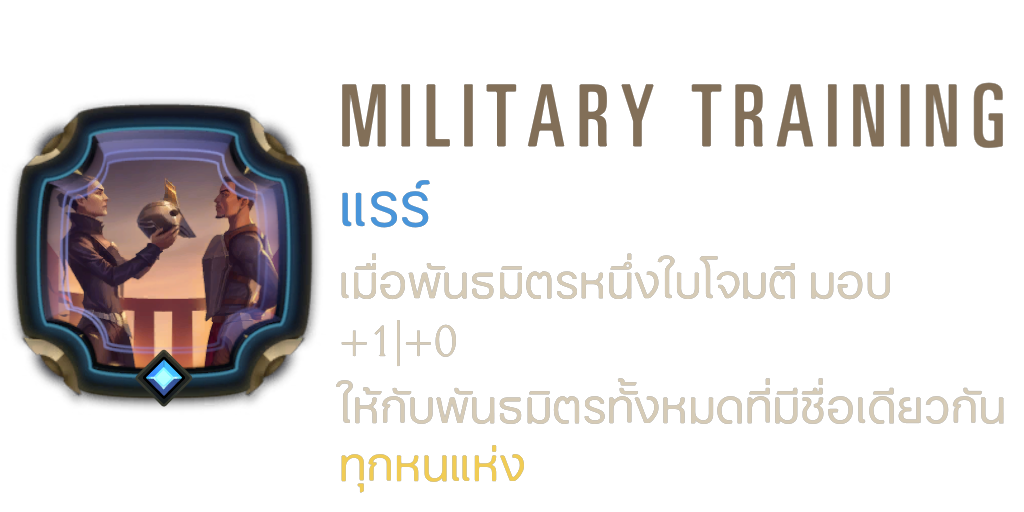 MILITARY TRAINING
แรร์
เมื่อพันธมิตรหนึ่งใบโจมตี มอบ
+1|+0
ให้กับพันธมิตรทั้งหมดที่มีชื่อเดียวกัน
ทุกหนแห่ง